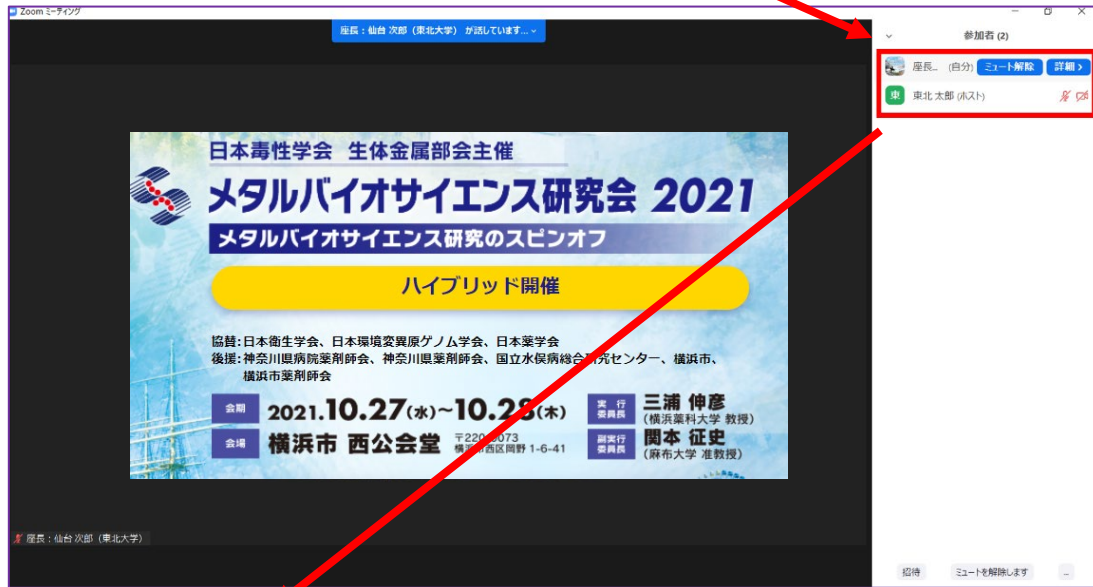 Zoom ミーティング
座長：仙台 次郎（東北大学） が話しています...
参加者 (2)
座長... (自分) ミュート解除 詳細 >
東 東北 太郎 (ホスト)
日本毒性学会 生体金属部会主催
メタルバイオサイエンス研究会 2021
メタルバイオサイエンス研究のスピンオフ
ハイブリッド開催
協賛:日本衛生学会、日本環境変異原ゲノム学会、日本薬学会
後援:神奈川県病院薬剤師会、神奈川県薬剤師会、国立水俣病総合研究センター、横浜市、
横浜市薬剤師会
会期 2021.10.27(水)~10.28(木)
実行委員長 三浦 伸彦
(横浜薬科大学 教授)
会場 横浜市 西公会堂
横浜市西区岡野 1-6-41
副実行委員長 関本 征史
(麻布大学 准教授)
座長：仙台 次郎（東北大学）
招待 ミュートを解除します ...